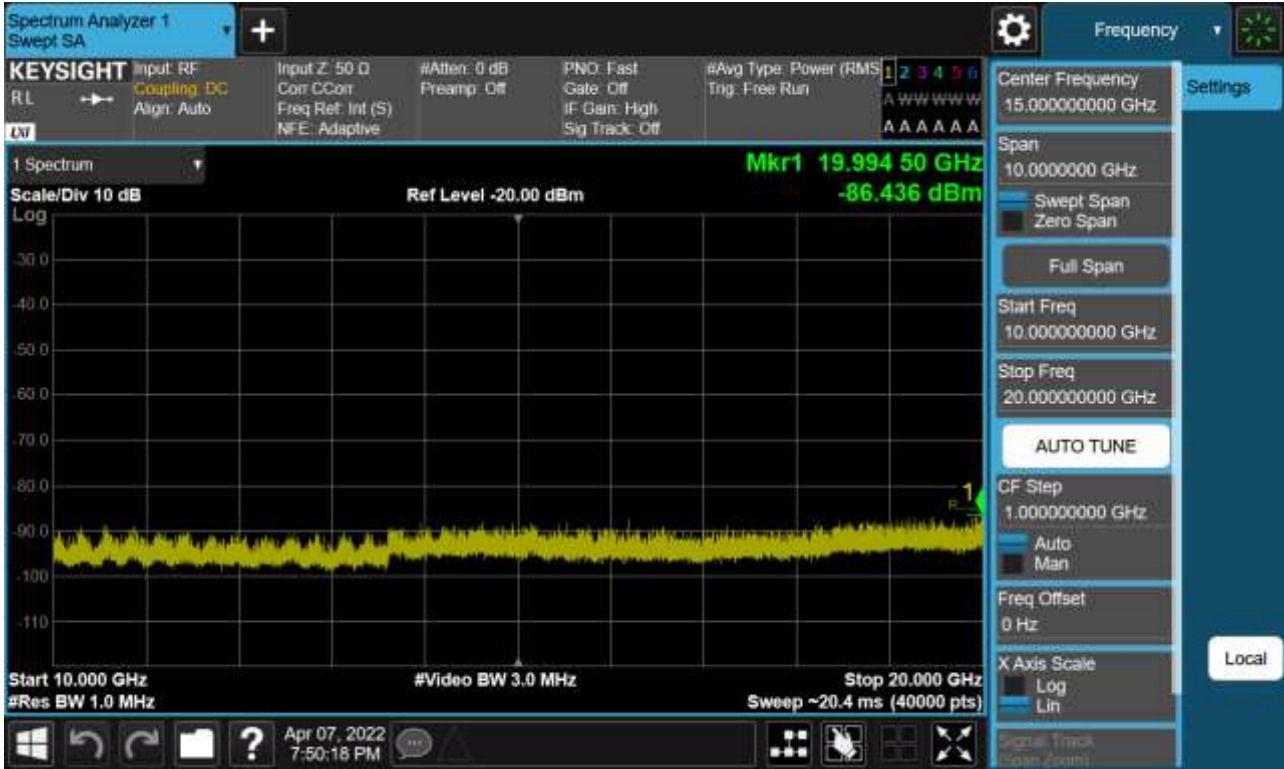 Spectrum Analyzer 1
Swept SA
+
Frequency
KEYSIGHT
RL
LXI
Input: RF
Coupling: DC
Align: Auto
Input Z: 50 Ω
Corr CCorr
Freq Ref: Int (S)
NFE: Adaptive
#Atten: 0 dB
Preamp: Off
PNO: Fast
Gate: Off
IF Gain: High
Sig Track: Off
#Avg Type: Power (RMS
Trig: Free Run
1 2 3 4 5 6
A W W W W W
A A A A A A
1 Spectrum
Scale/Div 10 dB
Ref Level -20.00 dBm
Mkr1 19.994 50 GHz
-86.436 dBm
Log
-30.0
-40.0
-50.0
-60.0
-70.0
-80.0
-90.0
-100
-110
1
R
Start 10.000 GHz
#Video BW 3.0 MHz
Stop 20.000 GHz
#Res BW 1.0 MHz
Sweep ~20.4 ms (40000 pts)
Center Frequency
15.000000000 GHz
Span
10.0000000 GHz
Swept Span
Zero Span
Full Span
Start Freq
10.000000000 GHz
Stop Freq
20.000000000 GHz
AUTO TUNE
CF Step
1.000000000 GHz
Auto
Man
Freq Offset
0 Hz
X Axis Scale
Log
Lin
Signal Track
(Span Zoom)
Settings
Local
?
Apr 07, 2022
7:50:18 PM